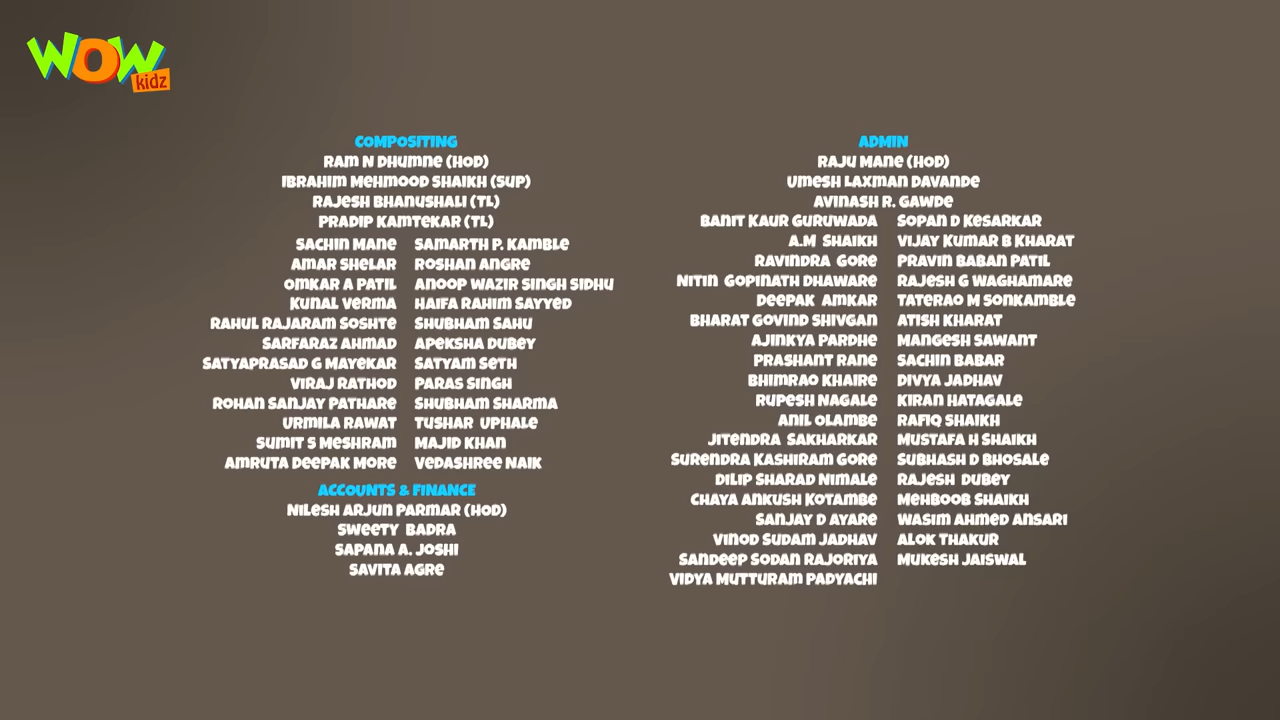 WOW
kidz
COMPOSITING
RAM N DHUMNE (HOD)
IBRAHIM MEHMOOD SHAIKH (SUP)
RAJESH BHANUSHALI (TL)
PRADIP KAMTEKAR (TL)
SACHIN MANE SAMARTH P. KAMBLE
AMAR SHELAR ROSHAN ANGRE
OMKAR A PATIL ANOOP WAZIR SINGH SIDHU
KUNAL VERMA HAIFA RAHIM SAYYED
RAHUL RAJARAM SOSHTE SHUBHAM SAHU
SARFARAZ AHMAD APEKSHA DUBEY
SATYAPRASAD G MAYEKAR SATYAM SETH
VIRAJ RATHOD PARAS SINGH
ROHAN SANJAY PATHARE SHUBHAM SHARMA
URMILA RAWAT TUSHAR UPHALE
SUMIT S MESHRAM MAJID KHAN
AMRUTA DEEPAK MORE VEDASHREE NAIK
ACCOUNTS & FINANCE
NILESH ARJUN PARMAR (HOD)
SWEETY BADRA
SAPANA A. JOSHI
SAVITA AGRE
ADMIN
RAJU MANE (HOD)
UMESH LAXMAN DAVANDE
AVINASH R. GAWDE
BANIT KAUR GURUWADA SOPAN D KESARKAR
A.M SHAIKH VIJAY KUMAR B KHARAT
RAVINDRA GORE PRAVIN BABAN PATIL
NITIN GOPINATH DHAWARE RAJESH G WAGHAMARE
DEEPAK AMKAR TATERAO M SONKAMBLE
BHARAT GOVIND SHIVGAN ATISH KHARAT
AJINKYA PARDHE MANGESH SAWANT
PRASHANT RANE SACHIN BABAR
BHIMRAO KHAIRE DIVYA JADHAV
RUPESH NAGALE KIRAN HATAGALE
ANIL OLAMBE RAFIQ SHAIKH
JITENDRA SAKHARKAR MUSTAFA H SHAIKH
SURENDRA KASHIRAM GORE SUBHASH D BHOSALE
DILIP SHARAD NIMALE RAJESH DUBEY
CHAYA ANKUSH KOTAMBE MEHBOOB SHAIKH
SANJAY D AYARE WASIM AHMED ANSARI
VINOD SUDAM JADHAV ALOK THAKUR
SANDEEP SODAN RAJORIYA MUKESH JAISWAL
VIDYA MUTTURAM PADYACHI